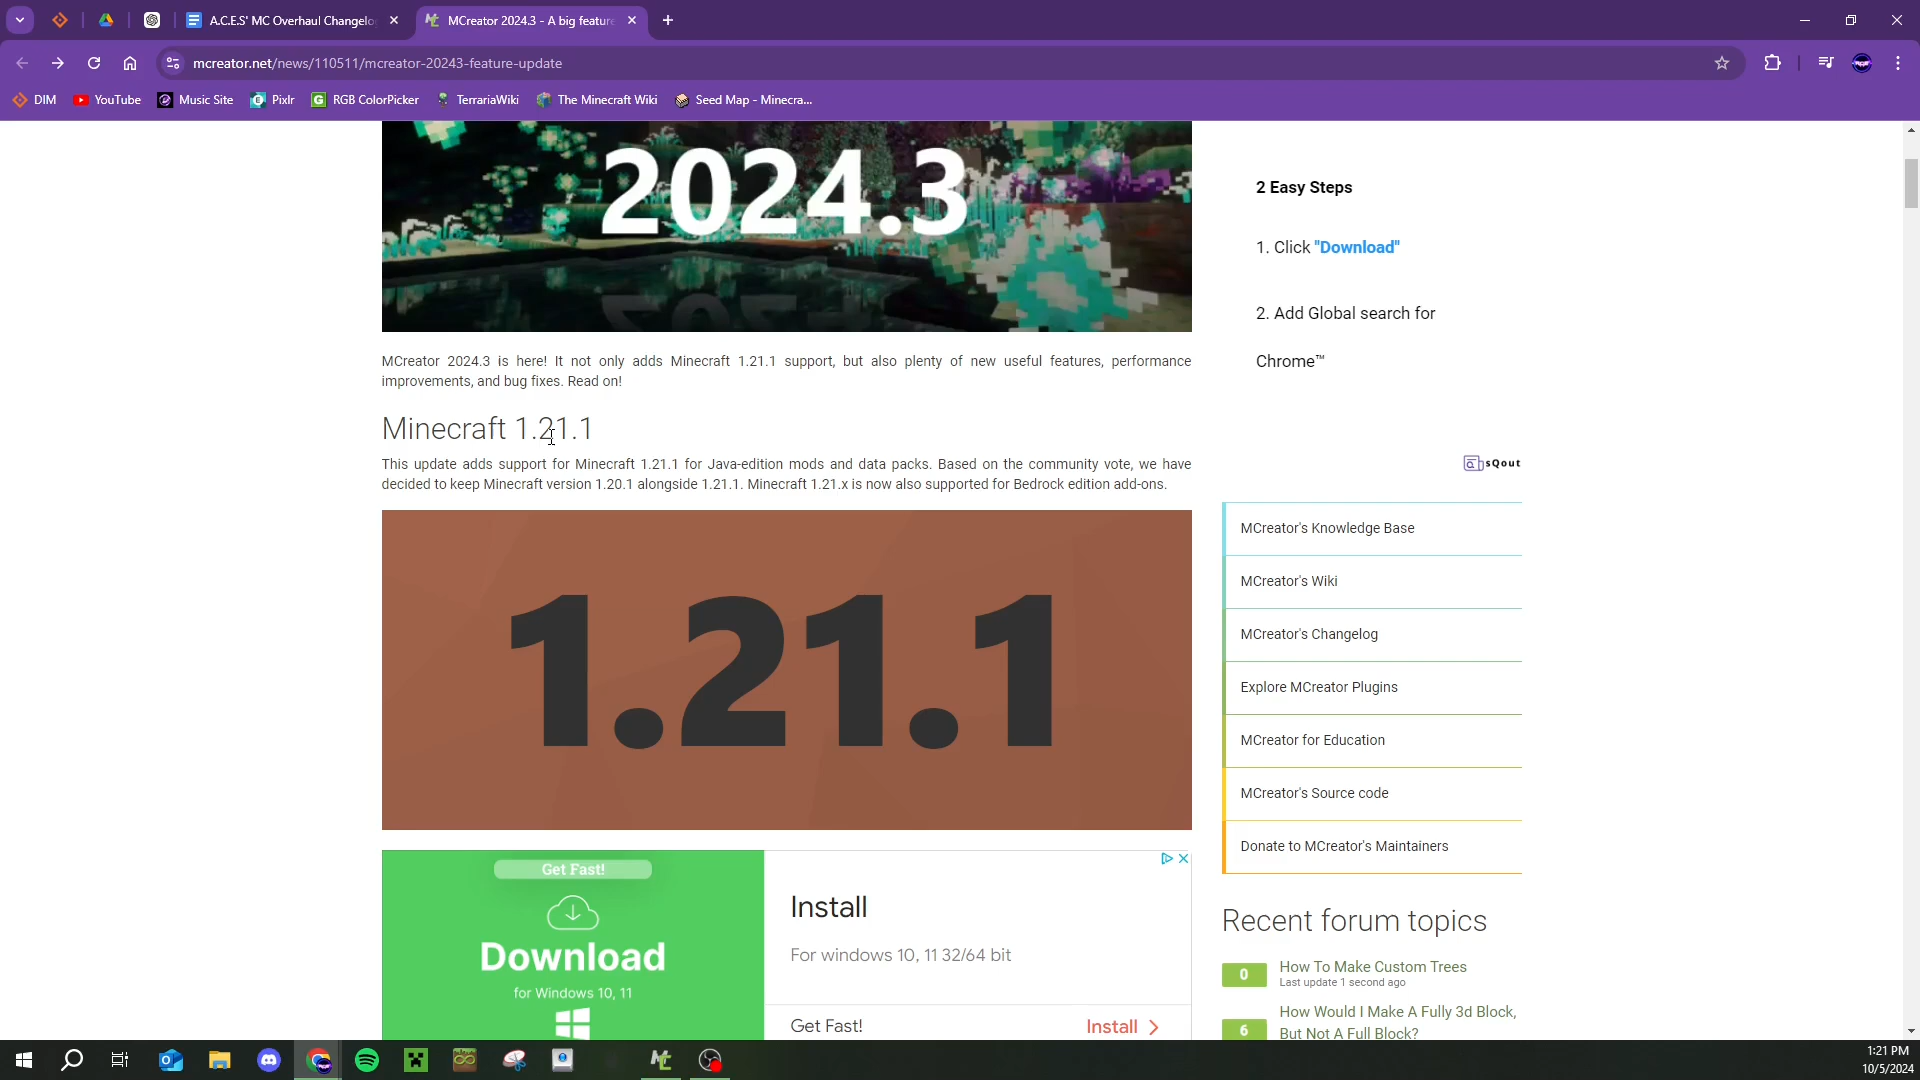 A.C.E.S' MC Overhaul Changelo
MCreator 2024.3 - A big feature
mcreator.net/news/110511/mcreator-20243-feature-update
DIM
YouTube
Music Site
Pixlr
RGB ColorPicker
TerrariaWiki
The Minecraft Wiki
Seed Map - Minecra...
2024.3
MCreator 2024.3 is here! It not only adds Minecraft 1.21.1 support, but also plenty of new useful features, performance
improvements, and bug fixes. Read on!
Minecraft 1.21.1
This update adds support for Minecraft 1.21.1 for Java-edition mods and data packs. Based on the community vote, we have
decided to keep Minecraft version 1.20.1 alongside 1.21.1. Minecraft 1.21.x is now also supported for Bedrock edition add-ons.
1.21.1
Get Fast!
Download
for Windows 10, 11
Install
For windows 10, 11 32/64 bit
Get Fast!
Install
2 Easy Steps
1. Click "Download"
2. Add Global search for
Chrome™
sQout
MCreator's Knowledge Base
MCreator's Wiki
MCreator's Changelog
Explore MCreator Plugins
MCreator for Education
MCreator's Source code
Donate to MCreator's Maintainers
Recent forum topics
0
How To Make Custom Trees
Last update 1 second ago
6
How Would I Make A Fully 3d Block,
But Not A Full Block?
1:21 PM
10/5/2024